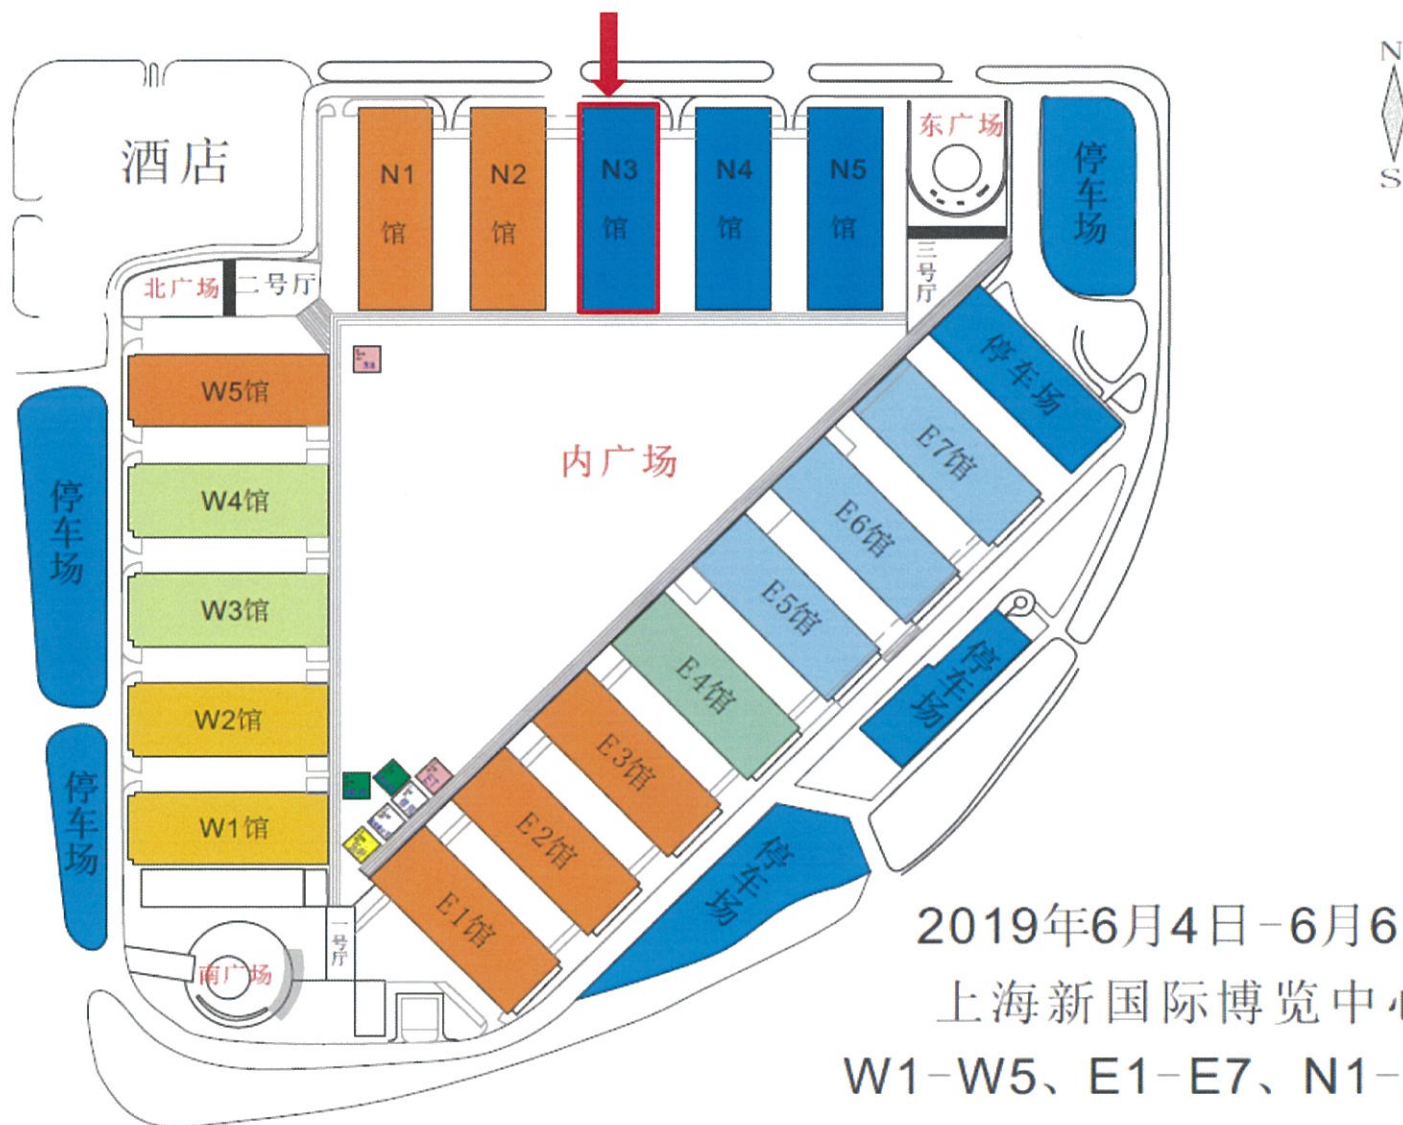 N
S
酒店
N1
馆
N2
馆
N3
馆
N4
馆
N5
馆
东广场
停车场
北广场
二号厅
三号厅
停车场
W5馆
内广场
E7馆
W4馆
E6馆
停车场
W3馆
E5馆
停车场
E4馆
W2馆
E3馆
停车场
W1馆
E2馆
停车场
E1馆
一号厅
南广场
2019年6月4日-6月6
上海新国际博览中
W1-W5、E1-E7、N1-